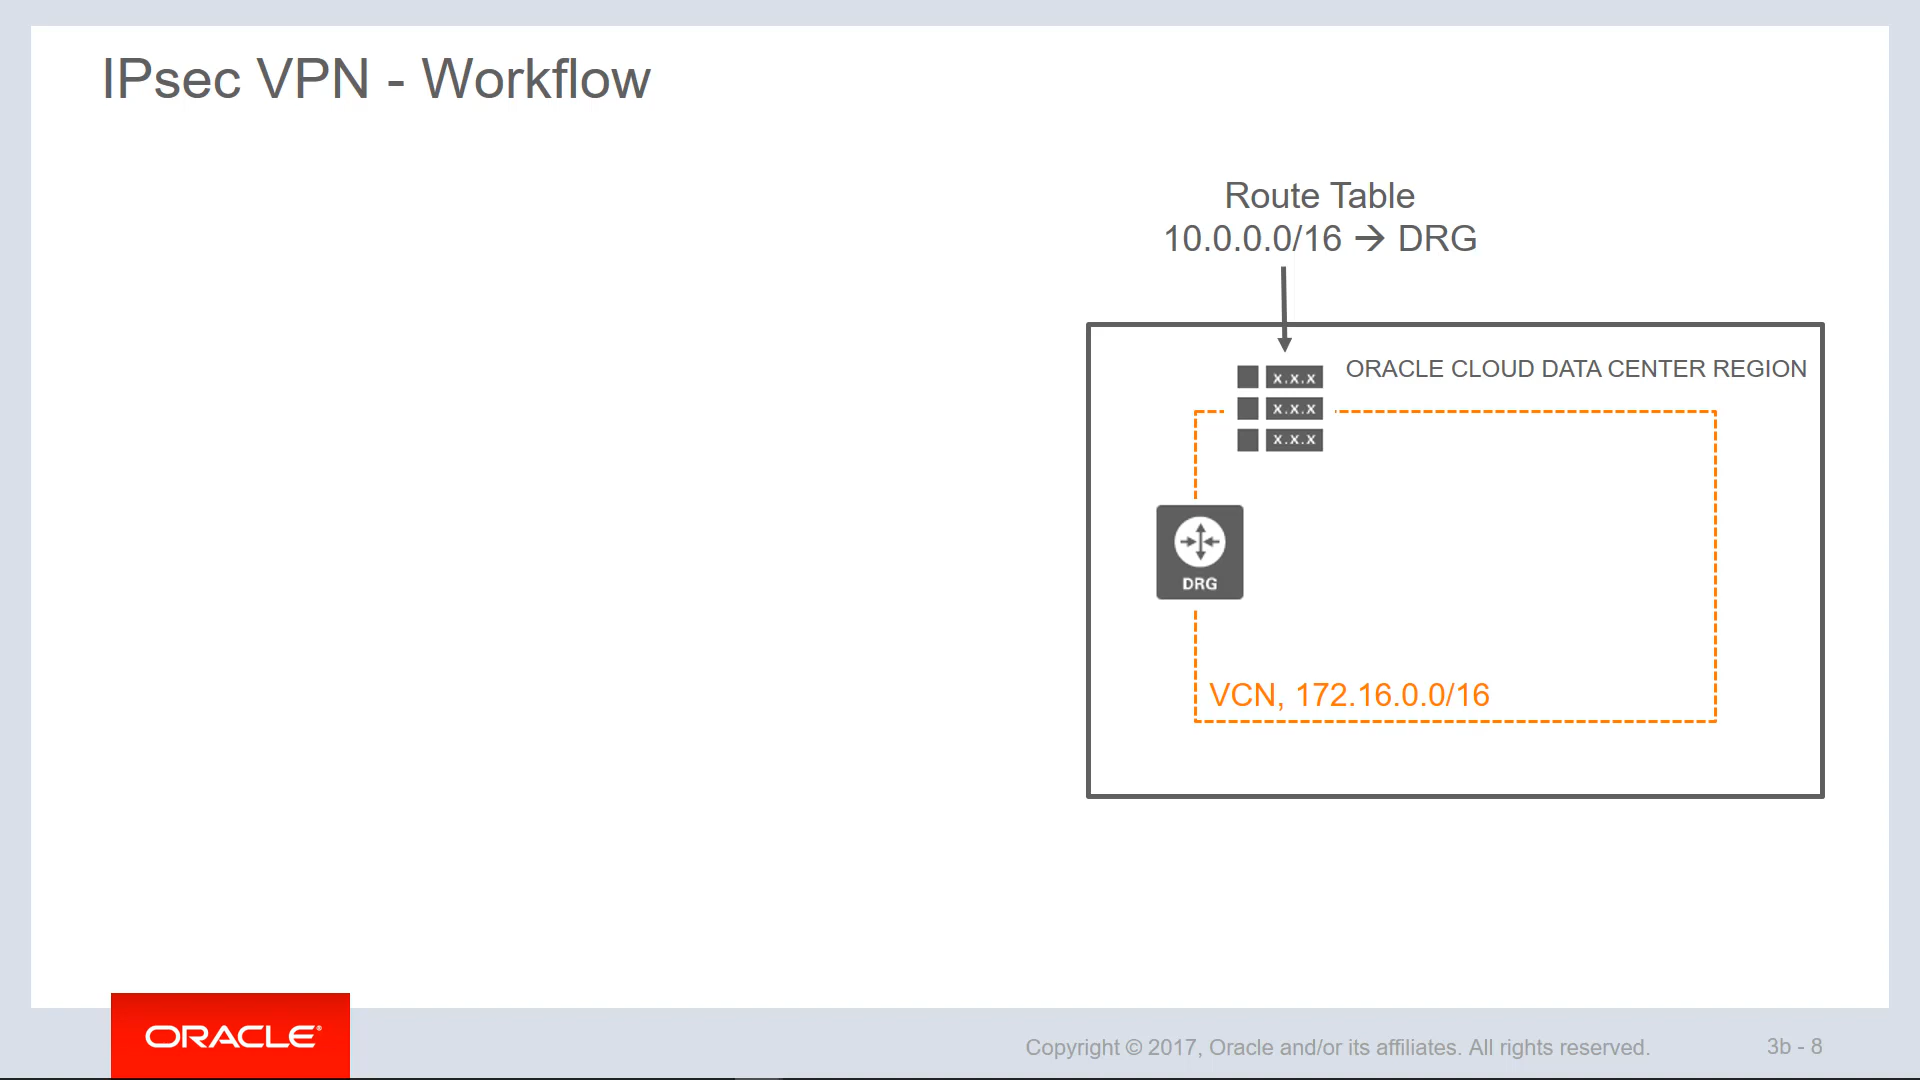 IPsec VPN - Workflow
Route Table
10.0.0.0/16 → DRG
ORACLE CLOUD DATA CENTER REGION
x.x.x
x.x.x
x.x.x
DRG
VCN, 172.16.0.0/16
ORACLE®
Copyright © 2017, Oracle and/or its affiliates. All rights reserved.
3b - 8